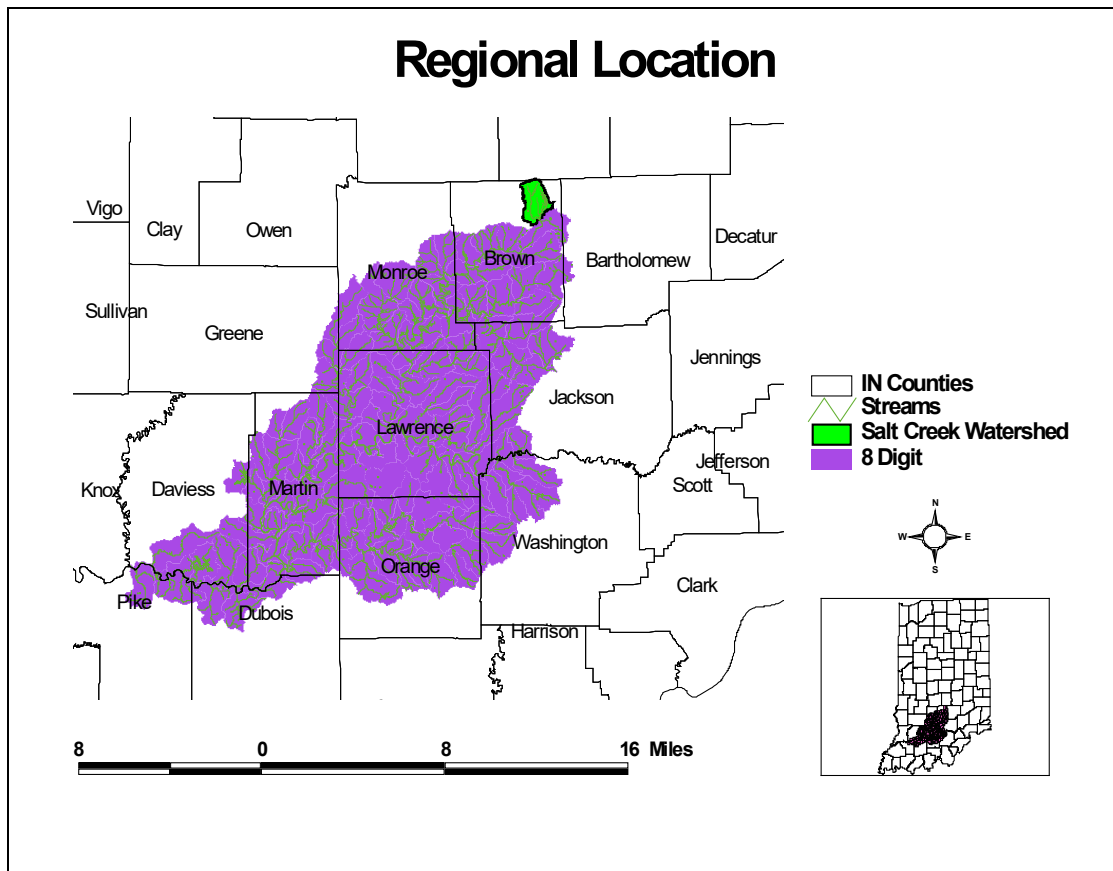 Regional Location
Vigo
Clay
Owen
Brown
Decatur
Bartholomew
Monroe
Sullivan
Greene
Jennings
Jackson
Lawrence
Knox
Daviess
Martin
Jefferson
Scott
Washington
Orange
Clark
Pike
Dubois
Harrison
IN Counties
Streams
Salt Creek Watershed
8 Digit
N
W
E
S
8 0 8 16 Miles